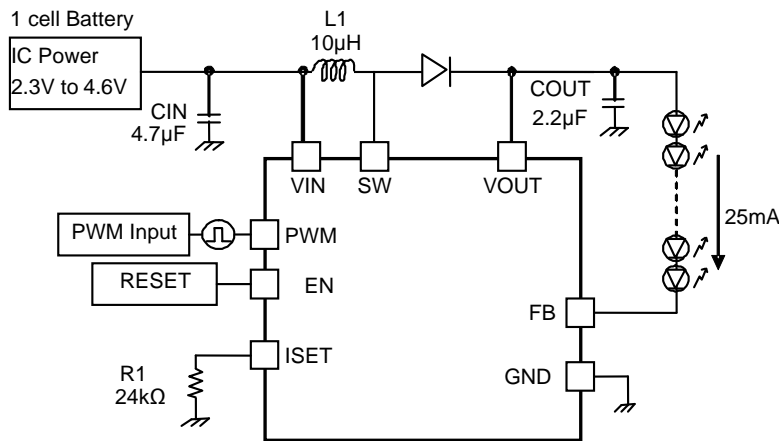 1 cell Battery
IC Power
2.3V to 4.6V
L1
10µH
CIN
4.7µF
COUT
2.2µF
VIN
SW
VOUT
25mA
PWM Input
PWM
RESET
EN
FB
ISET
R1
24kΩ
GND